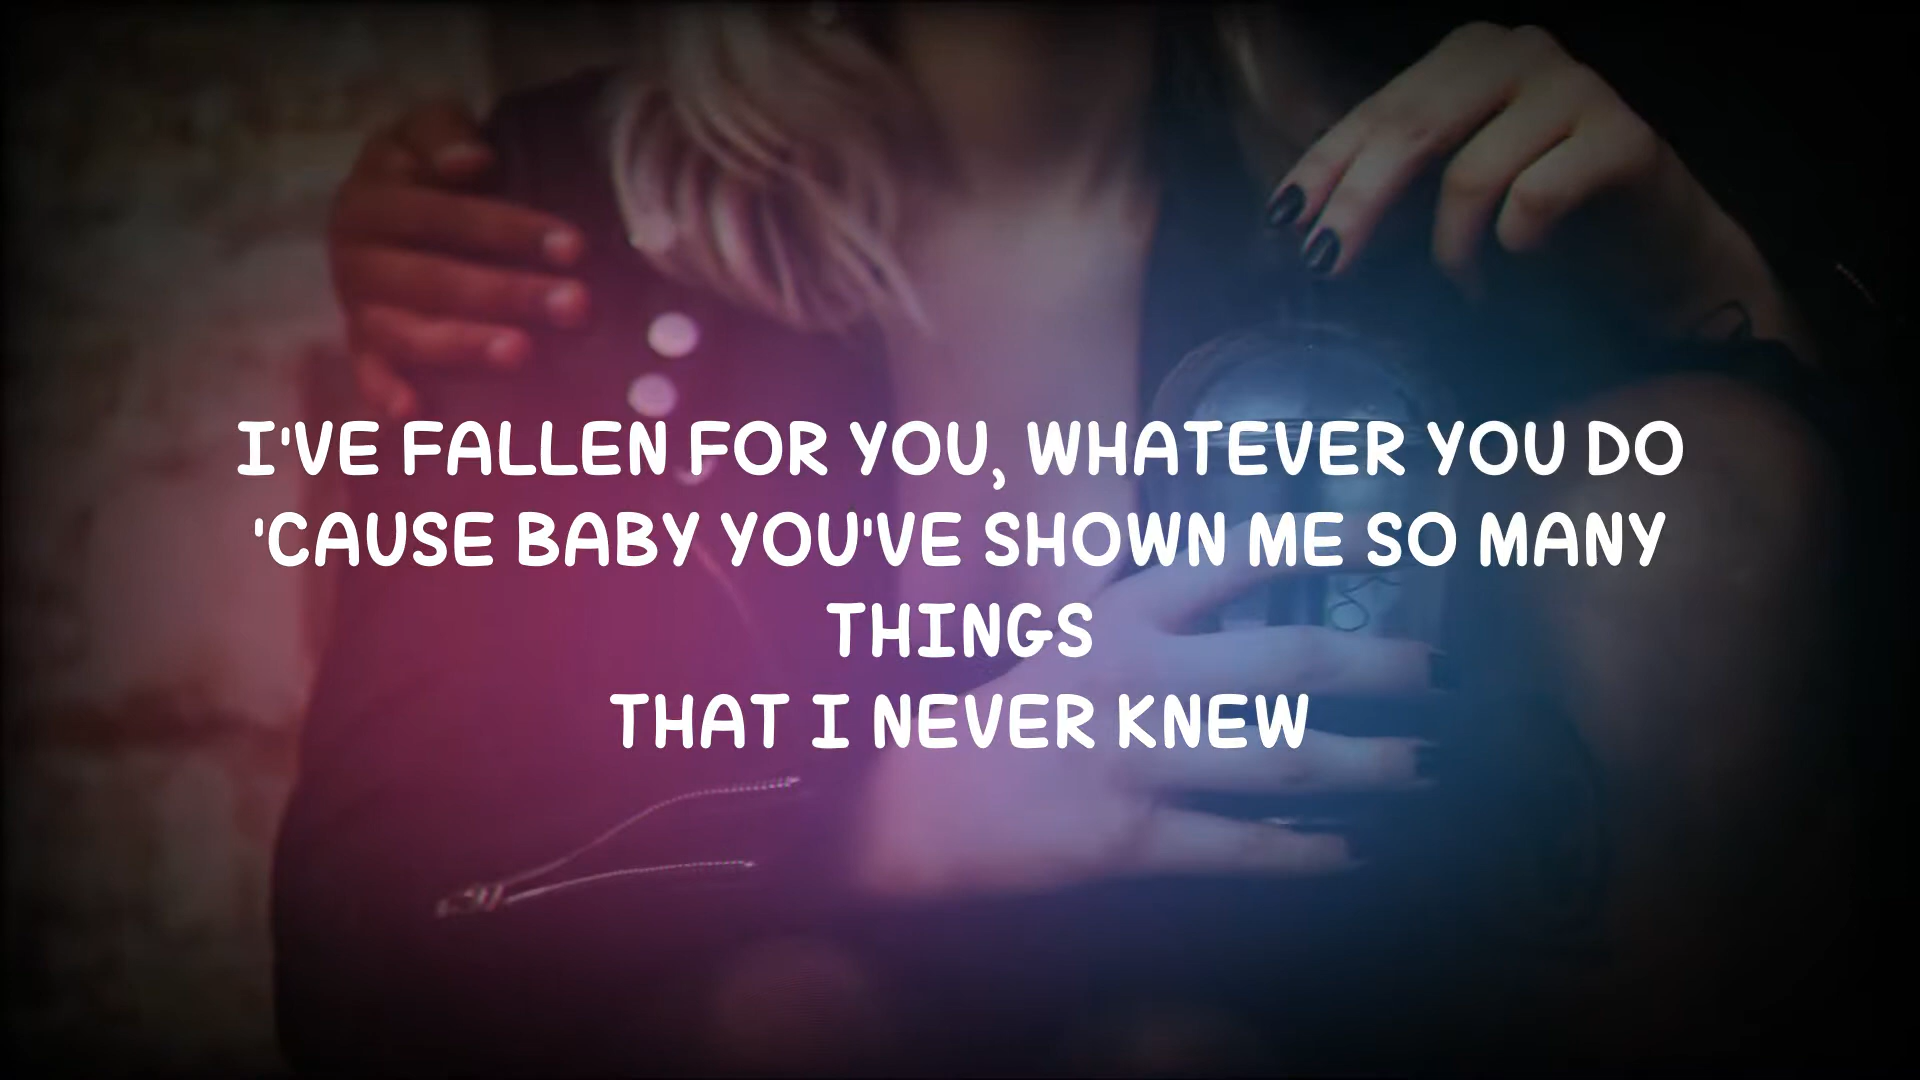 I'VE FALLEN FOR YOU, WHATEVER YOU DO
'CAUSE BABY YOU'VE SHOWN ME SO MANY
THINGS
THAT I NEVER KNEW